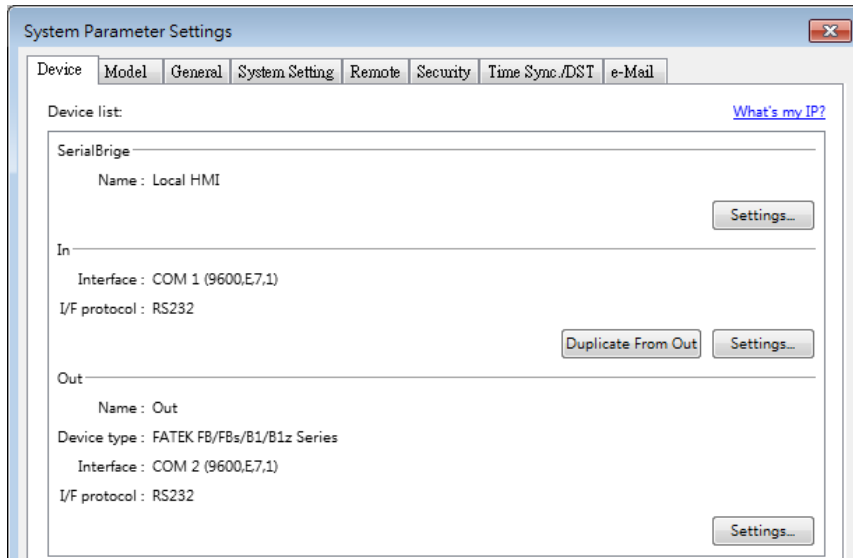 System Parameter Settings
Device Model General System Setting Remote Security Time Sync./DST e-Mail
Device list: What's my IP?
SerialBrige
Name : Local HMI
Settings...
In
Interface : COM 1 (9600,E,7,1)
I/F protocol : RS232
Duplicate From Out Settings...
Out
Name : Out
Device type : FATEK FB/FBs/B1/B1z Series
Interface : COM 2 (9600,E,7,1)
I/F protocol : RS232
Settings...